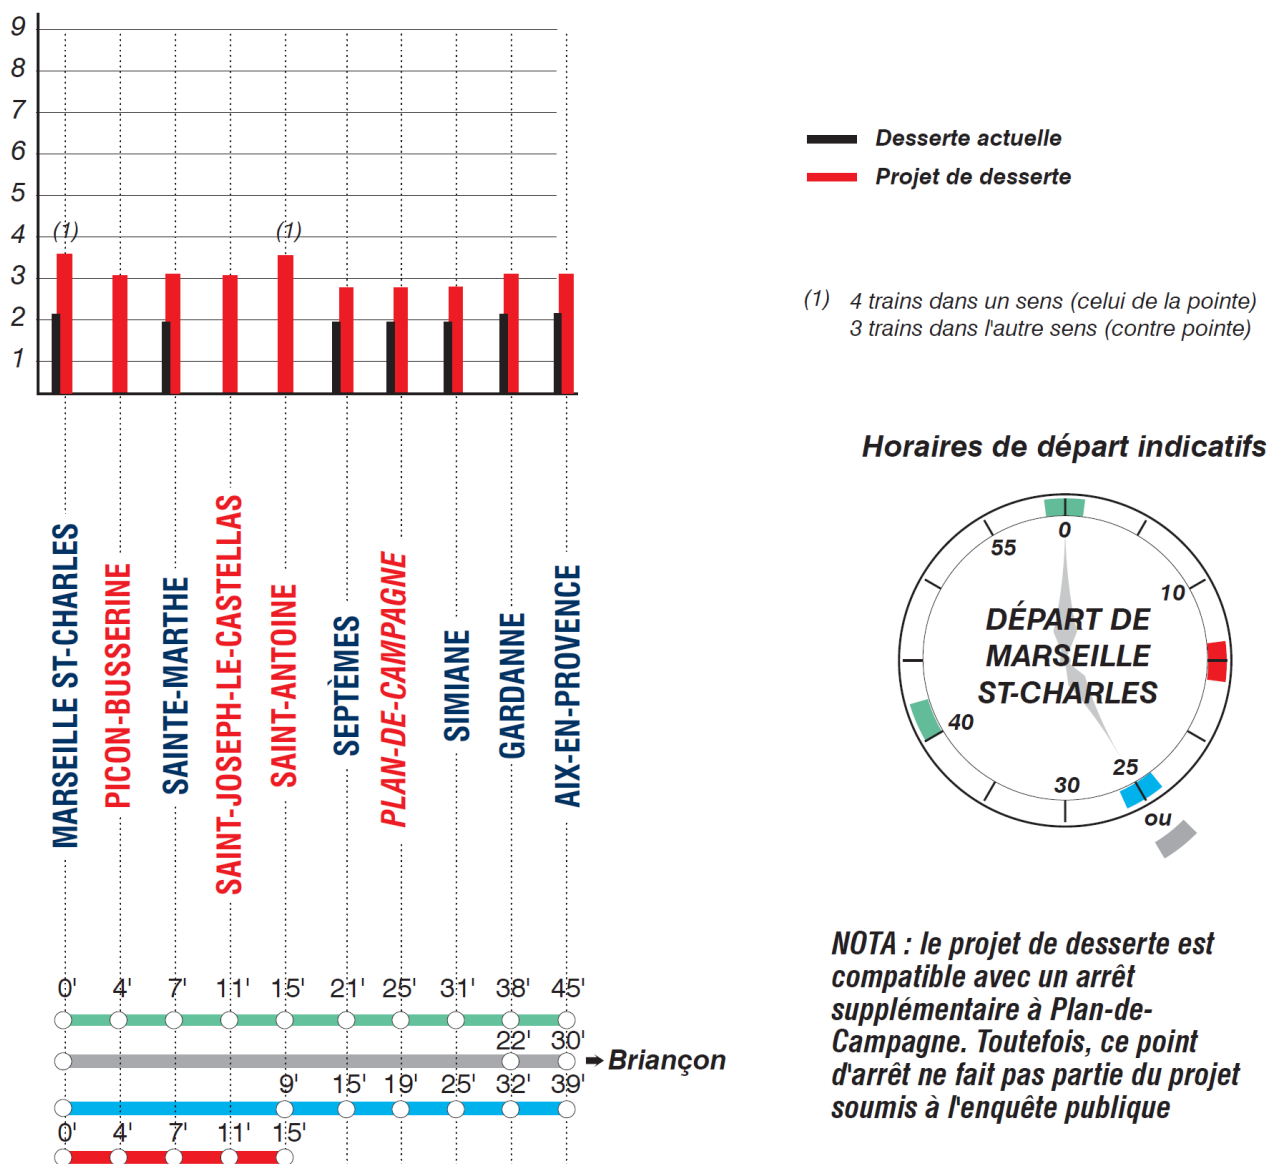 9
8
7
6
5
4
3
2
1
(1)
(1)
Desserte actuelle
Projet de desserte
(1) 4 trains dans un sens (celui de la pointe)
3 trains dans l'autre sens (contre pointe)
MARSEILLE ST-CHARLES
PICON-BUSSERINE
SAINTE-MARTHE
SAINT-JOSEPH-LE-CASTELLAS
SAINT-ANTOINE
SEPTÈMES
PLAN-DE-CAMPAGNE
SIMIANE
GARDANNE
AIX-EN-PROVENCE
Horaires de départ indicatifs
0
55
10
DÉPART DE
MARSEILLE
ST-CHARLES
40
25
30
ou
NOTA : le projet de desserte est
compatible avec un arrêt
supplémentaire à Plan-de-
Campagne. Toutefois, ce point
d'arrêt ne fait pas partie du projet
soumis à l'enquête publique
0' 4' 7' 11' 15' 21' 25' 31' 38' 45'
22' 30'
Briançon
9' 15' 19' 25' 32' 39'
0' 4' 7' 11' 15'